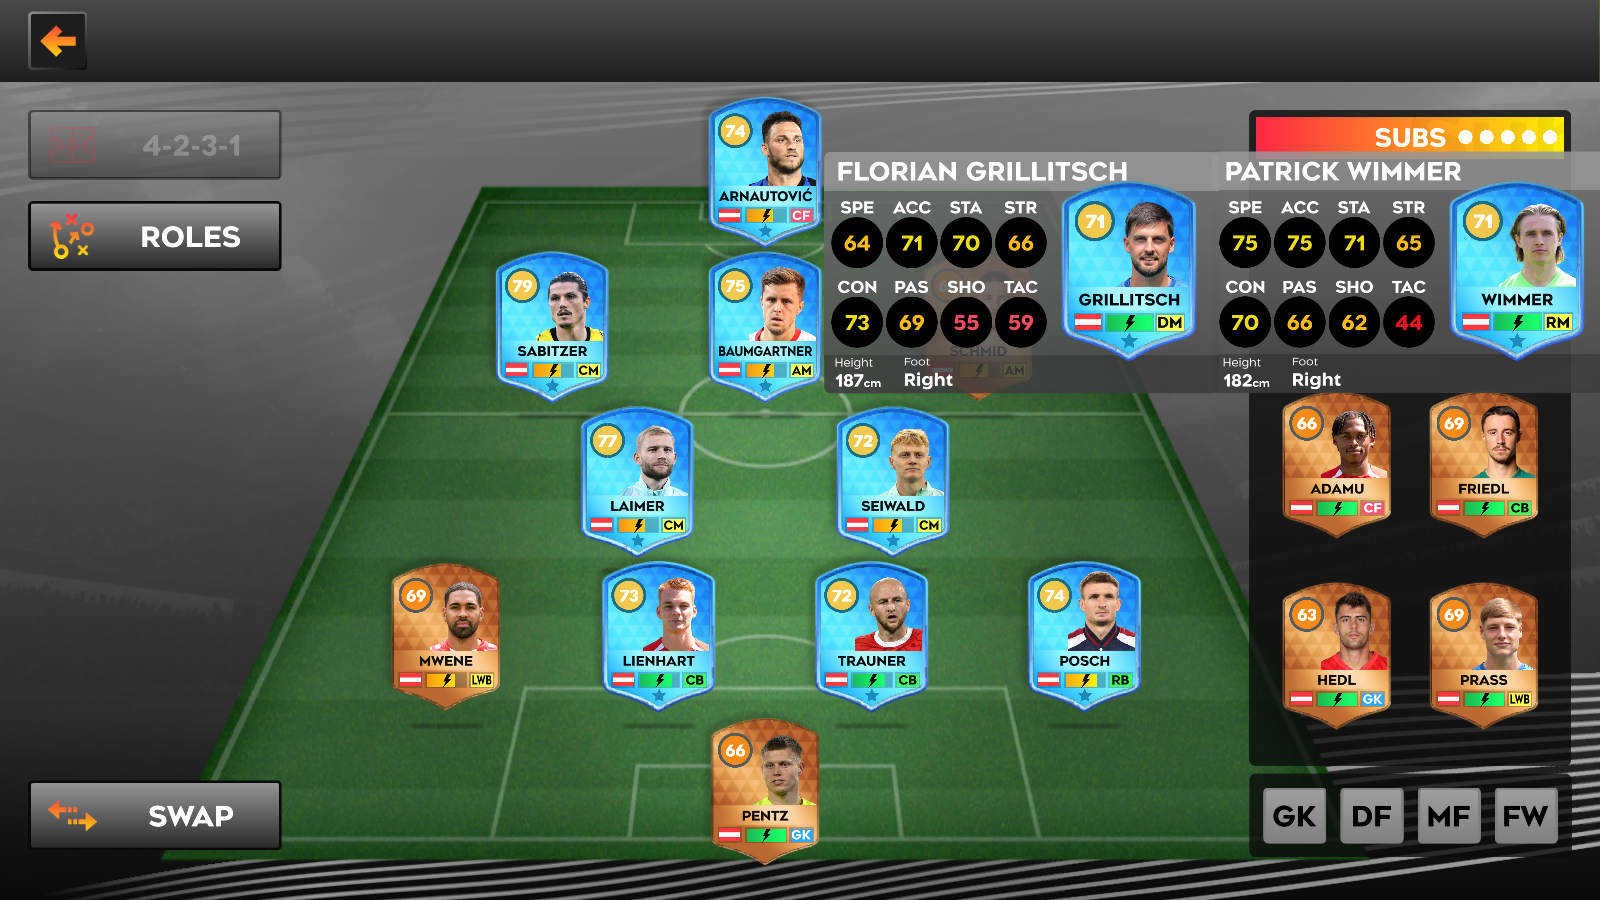 4-2-3-1
ROLES
74
ARNAUTOVIĆ
CF
SUBS
FLORIAN GRILLITSCH
SPE ACC STA STR
64 71 70 66
CON PAS SHO TAC
73 69 55 59
Height Foot
187cm Right
71
GRILLITSCH
DM
PATRICK WIMMER
SPE ACC STA STR
75 75 71 65
CON PAS SHO TAC
70 66 62 44
Height Foot
182cm Right
71
WIMMER
RM
79
SABITZER
CM
75
BAUMGARTNER
AM
SCHMID
AM
77
LAIMER
CM
72
SEIWALD
CM
66
ADAMU
CF
69
FRIEDL
CB
69
MWENE
LWB
73
LIENHART
CB
72
TRAUNER
CB
74
POSCH
RB
63
HEDL
GK
69
PRASS
LWB
66
PENTZ
GK
SWAP
GK DF MF FW